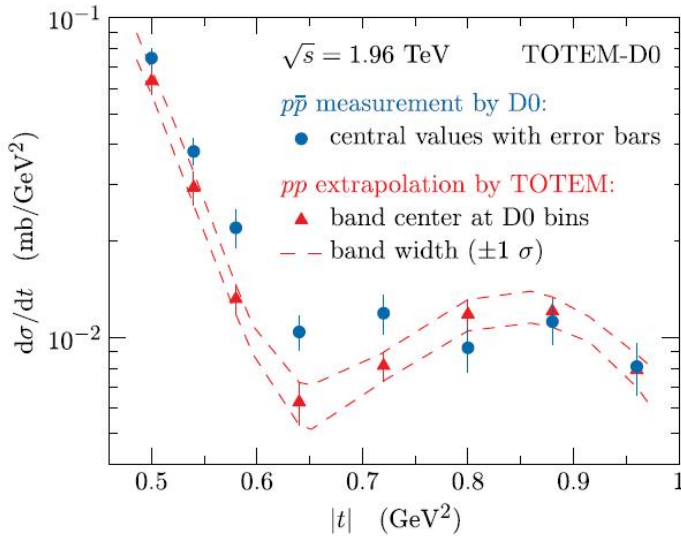 10⁻¹
√s = 1.96 TeV TOTEM-D0
pp̄ measurement by D0:
central values with error bars
pp extrapolation by TOTEM:
band center at D0 bins
band width (±1 σ)
dσ/dt (mb/GeV²)
10⁻²
0.5 0.6 0.7 0.8 0.9 1
|t| (GeV²)